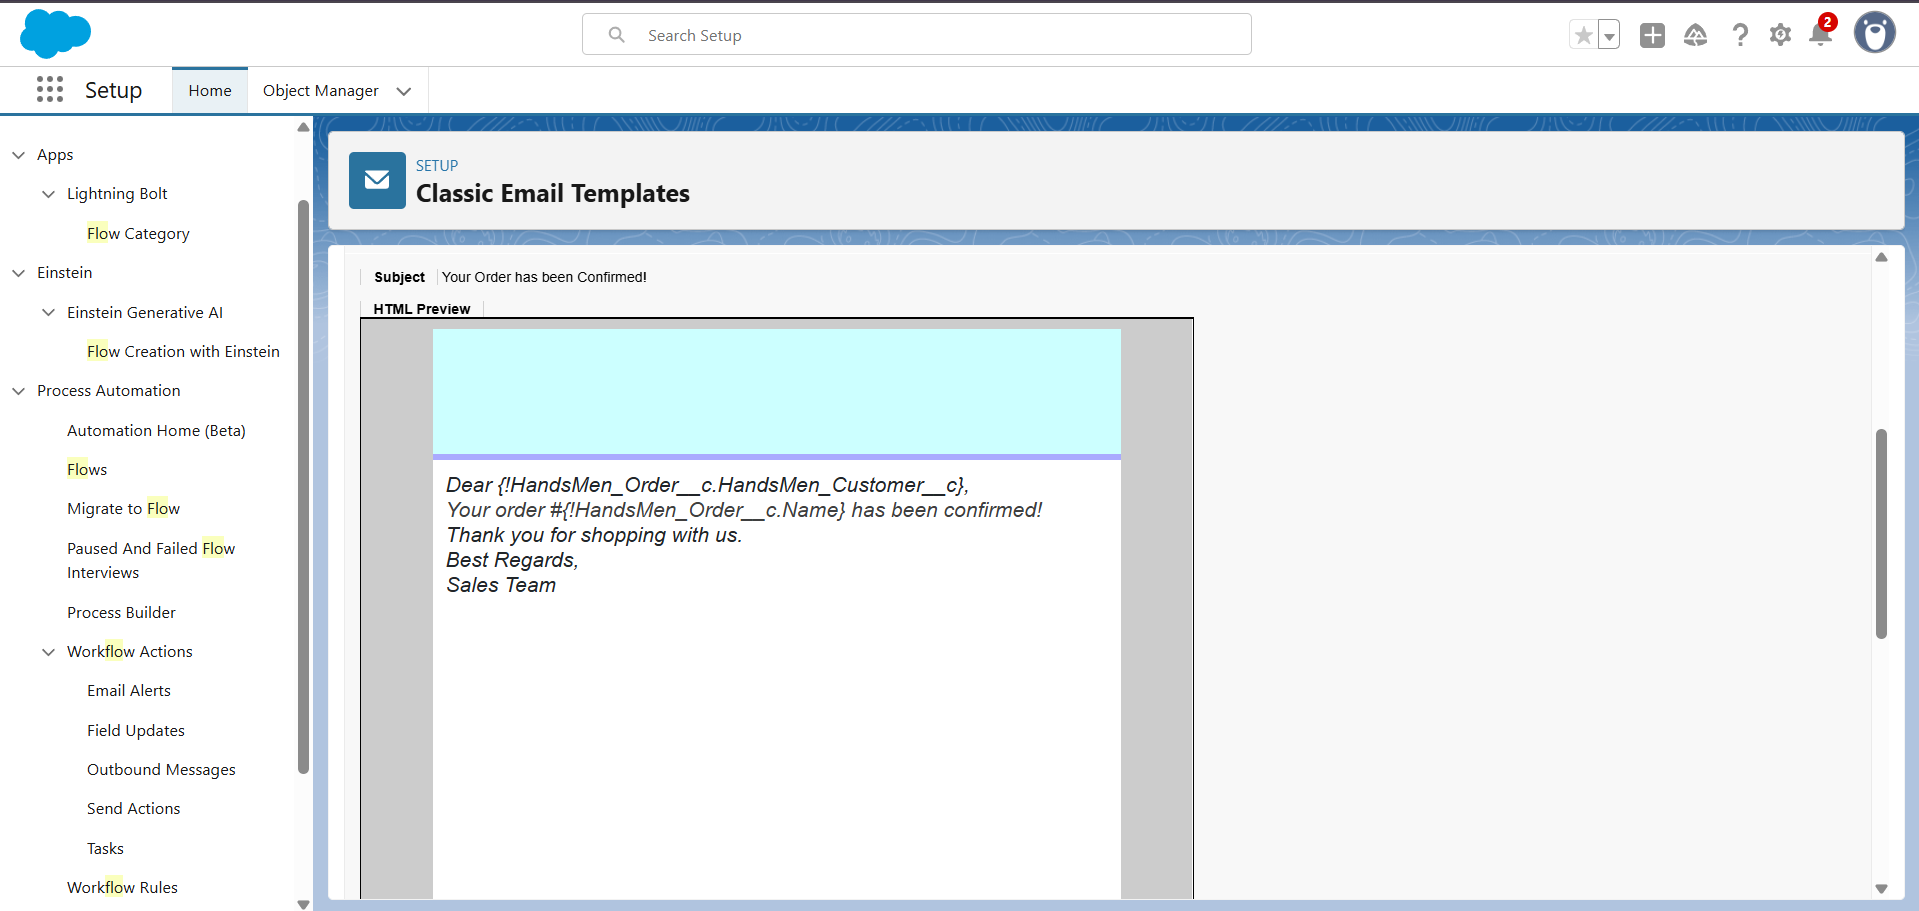 Search Setup
2
Setup
Home
Object Manager
Apps
Lightning Bolt
Flow Category
Einstein
Einstein Generative AI
Flow Creation with Einstein
Process Automation
Automation Home (Beta)
Flows
Migrate to Flow
Paused And Failed Flow
Interviews
Process Builder
Workflow Actions
Email Alerts
Field Updates
Outbound Messages
Send Actions
Tasks
Workflow Rules
SETUP
Classic Email Templates
Subject Your Order has been Confirmed!
HTML Preview
Dear {!HandsMen_Order__c.HandsMen_Customer__c},
Your order #{!HandsMen_Order__c.Name} has been confirmed!
Thank you for shopping with us.
Best Regards,
Sales Team